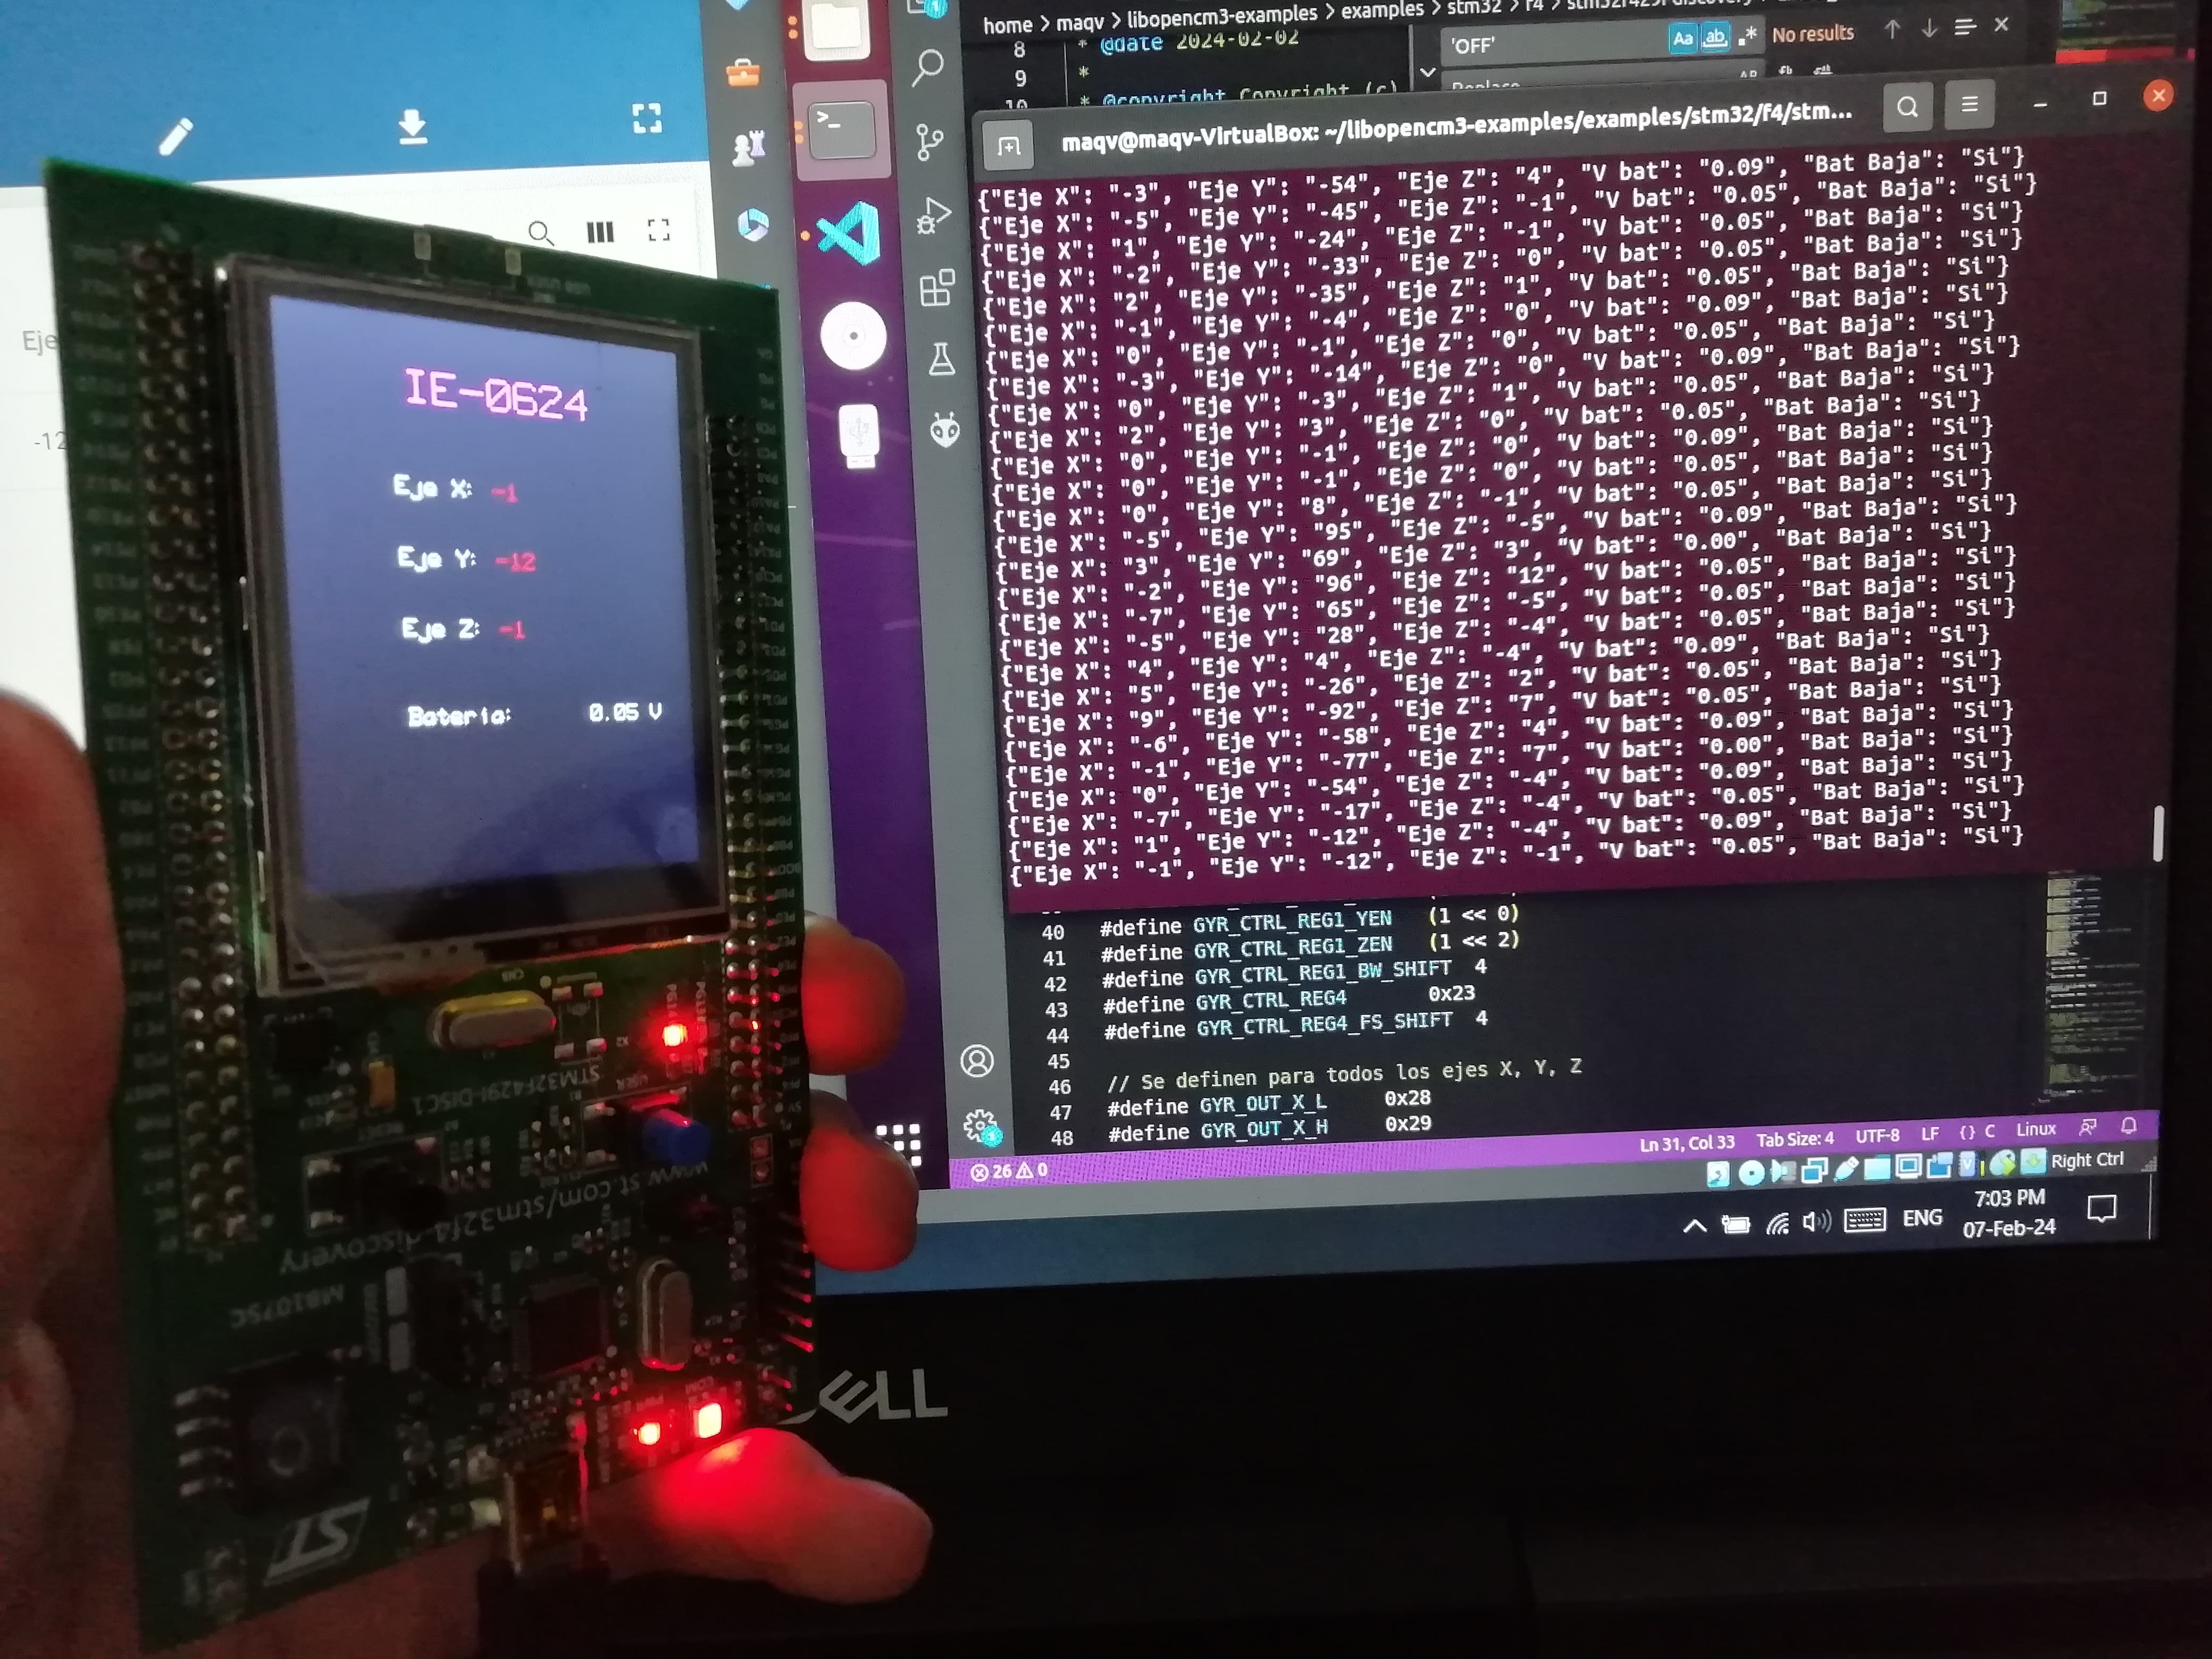 Eje
-12
IE-0624
Eje X: -1
Eje Y: -12
Eje Z: -1
Bateria: 0.05 V
STM32F429I-DISC1
USER
RESET
www.st.com/stm32f4-discovery
MB1075C
ST
DELL
home > maqv > libopencm3-examples > examples > stm32 > f4 >
8 * @date 2024-02-02
9 *
10 * @copyright Copyright (c)
'OFF'
Aa ab .* No results
Replace
maqv@maqv-VirtualBox: ~/libopencm3-examples/examples/stm32/f4/stm...
{"Eje X": "-3", "Eje Y": "-54", "Eje Z": "4", "V bat": "0.09", "Bat Baja": "Si"}
{"Eje X": "-5", "Eje Y": "-45", "Eje Z": "-1", "V bat": "0.05", "Bat Baja": "Si"}
{"Eje X": "1", "Eje Y": "-24", "Eje Z": "-1", "V bat": "0.05", "Bat Baja": "Si"}
{"Eje X": "-2", "Eje Y": "-33", "Eje Z": "0", "V bat": "0.05", "Bat Baja": "Si"}
{"Eje X": "2", "Eje Y": "-35", "Eje Z": "1", "V bat": "0.05", "Bat Baja": "Si"}
{"Eje X": "-1", "Eje Y": "-4", "Eje Z": "0", "V bat": "0.09", "Bat Baja": "Si"}
{"Eje X": "0", "Eje Y": "-1", "Eje Z": "0", "V bat": "0.05", "Bat Baja": "Si"}
{"Eje X": "-3", "Eje Y": "-14", "Eje Z": "0", "V bat": "0.09", "Bat Baja": "Si"}
{"Eje X": "0", "Eje Y": "-3", "Eje Z": "1", "V bat": "0.05", "Bat Baja": "Si"}
{"Eje X": "2", "Eje Y": "3", "Eje Z": "0", "V bat": "0.05", "Bat Baja": "Si"}
{"Eje X": "0", "Eje Y": "-1", "Eje Z": "0", "V bat": "0.09", "Bat Baja": "Si"}
{"Eje X": "0", "Eje Y": "-1", "Eje Z": "0", "V bat": "0.05", "Bat Baja": "Si"}
{"Eje X": "0", "Eje Y": "8", "Eje Z": "-1", "V bat": "0.05", "Bat Baja": "Si"}
{"Eje X": "-5", "Eje Y": "95", "Eje Z": "-5", "V bat": "0.09", "Bat Baja": "Si"}
{"Eje X": "3", "Eje Y": "69", "Eje Z": "3", "V bat": "0.00", "Bat Baja": "Si"}
{"Eje X": "-2", "Eje Y": "96", "Eje Z": "12", "V bat": "0.05", "Bat Baja": "Si"}
{"Eje X": "-7", "Eje Y": "65", "Eje Z": "-5", "V bat": "0.05", "Bat Baja": "Si"}
{"Eje X": "-5", "Eje Y": "28", "Eje Z": "-4", "V bat": "0.05", "Bat Baja": "Si"}
{"Eje X": "4", "Eje Y": "4", "Eje Z": "-4", "V bat": "0.09", "Bat Baja": "Si"}
{"Eje X": "5", "Eje Y": "-26", "Eje Z": "2", "V bat": "0.05", "Bat Baja": "Si"}
{"Eje X": "9", "Eje Y": "-92", "Eje Z": "7", "V bat": "0.05", "Bat Baja": "Si"}
{"Eje X": "-6", "Eje Y": "-58", "Eje Z": "4", "V bat": "0.09", "Bat Baja": "Si"}
{"Eje X": "-1", "Eje Y": "-77", "Eje Z": "7", "V bat": "0.00", "Bat Baja": "Si"}
{"Eje X": "0", "Eje Y": "-54", "Eje Z": "-4", "V bat": "0.09", "Bat Baja": "Si"}
{"Eje X": "-7", "Eje Y": "-17", "Eje Z": "-4", "V bat": "0.05", "Bat Baja": "Si"}
{"Eje X": "1", "Eje Y": "-12", "Eje Z": "-4", "V bat": "0.09", "Bat Baja": "Si"}
{"Eje X": "-1", "Eje Y": "-12", "Eje Z": "-1", "V bat": "0.05", "Bat Baja": "Si"}
40 #define GYR_CTRL_REG1_YEN (1 << 0)
41 #define GYR_CTRL_REG1_ZEN (1 << 2)
42 #define GYR_CTRL_REG1_BW_SHIFT 4
43 #define GYR_CTRL_REG4 0x23
44 #define GYR_CTRL_REG4_FS_SHIFT 4
45
46 // Se definen para todos los ejes X, Y, Z
47 #define GYR_OUT_X_L 0x28
48 #define GYR_OUT_X_H 0x29
26 0 Ln 31, Col 33 Tab Size: 4 UTF-8 LF {} C Linux
Right Ctrl
ENG 7:03 PM
07-Feb-24